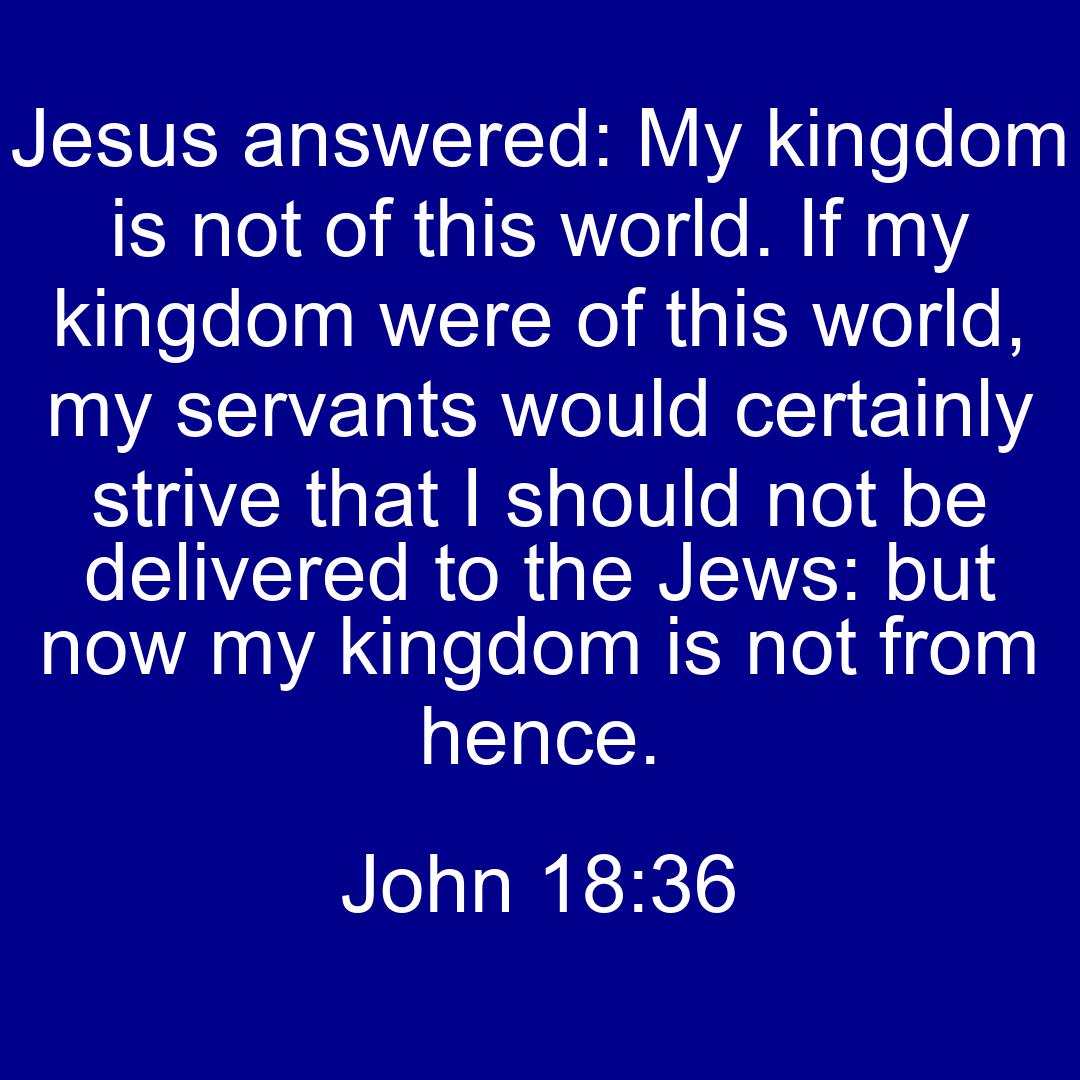 Jesus answered: My kingdom
is not of this world. If my
kingdom were of this world,
my servants would certainly
strive that I should not be
delivered to the Jews: but
now my kingdom is not from
hence.
John 18:36